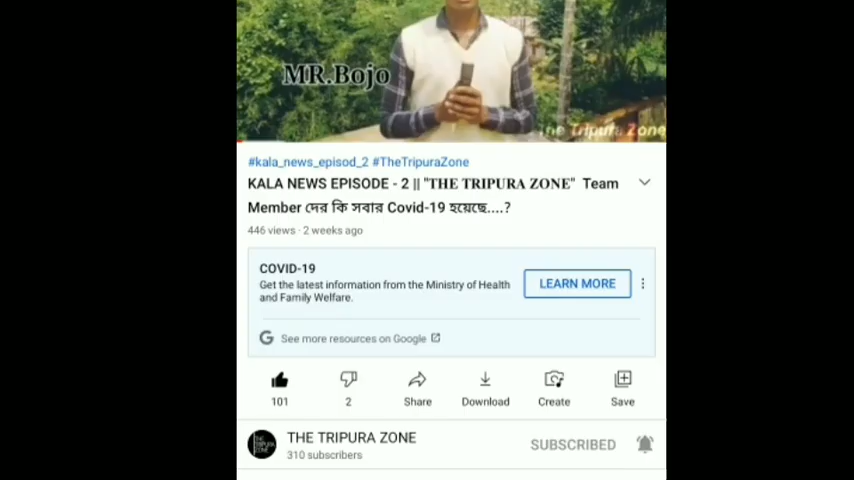 MR.Bojo
The Tripura Zone
#kala_news_episod_2 #TheTripuraZone
KALA NEWS EPISODE - 2 || "THE TRIPURA ZONE" Team
Member দের কি সবার Covid-19 হয়েছে....?
446 views · 2 weeks ago
COVID-19
Get the latest information from the Ministry of Health
and Family Welfare.
LEARN MORE
See more resources on Google
101
2
Share
Download
Create
Save
THE TRIPURA ZONE
THE TRIPURA ZONE
310 subscribers
SUBSCRIBED